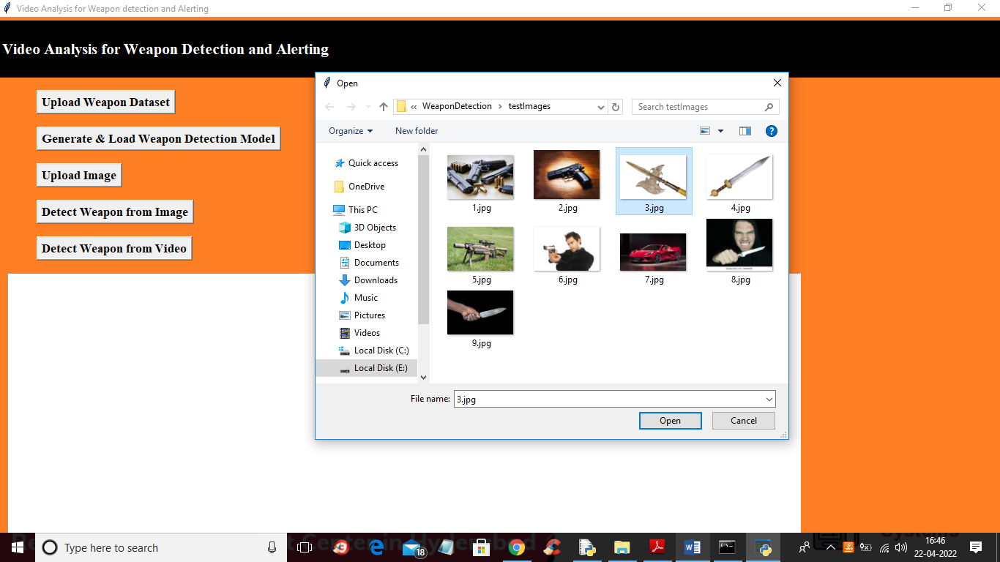 Video Analysis for Weapon detection and Alerting
Video Analysis for Weapon Detection and Alerting
Upload Weapon Dataset
Generate & Load Weapon Detection Model
Upload Image
Detect Weapon from Image
Detect Weapon from Video
Open
« WeaponDetection › testImages
Search testImages
Organize
New folder
Quick access
OneDrive
This PC
3D Objects
Desktop
Documents
Downloads
Music
Pictures
Videos
Local Disk (C:)
Local Disk (E:)
1.jpg
2.jpg
3.jpg
4.jpg
5.jpg
6.jpg
7.jpg
8.jpg
9.jpg
File name: 3.jpg
Open
Cancel
Type here to search
18
16:46
22-04-2022